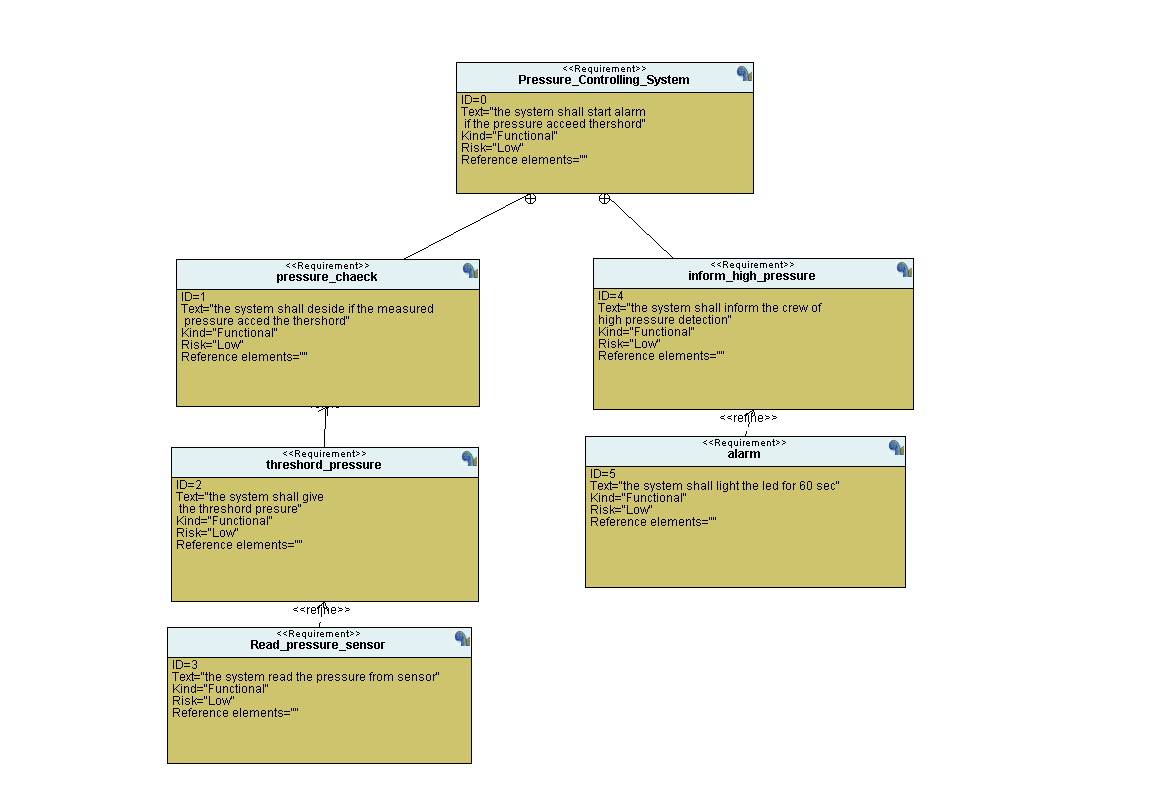 <<Requirement>>
Pressure_Controlling_System
ID=0
Text="the system shall start alarm
if the pressure acceed thershord"
Kind="Functional"
Risk="Low"
Reference elements=""
<<Requirement>>
pressure_chaeck
ID=1
Text="the system shall deside if the measured
pressure acced the thershord"
Kind="Functional"
Risk="Low"
Reference elements=""
<<Requirement>>
inform_high_pressure
ID=4
Text="the system shall inform the crew of
high pressure detection"
Kind="Functional"
Risk="Low"
Reference elements=""
<<refine>>
<<Requirement>>
threshord_pressure
ID=2
Text="the system shall give
the threshord presure"
Kind="Functional"
Risk="Low"
Reference elements=""
<<Requirement>>
alarm
ID=5
Text="the system shall light the led for 60 sec"
Kind="Functional"
Risk="Low"
Reference elements=""
<<refine>>
<<Requirement>>
Read_pressure_sensor
ID=3
Text="the system read the pressure from sensor"
Kind="Functional"
Risk="Low"
Reference elements=""